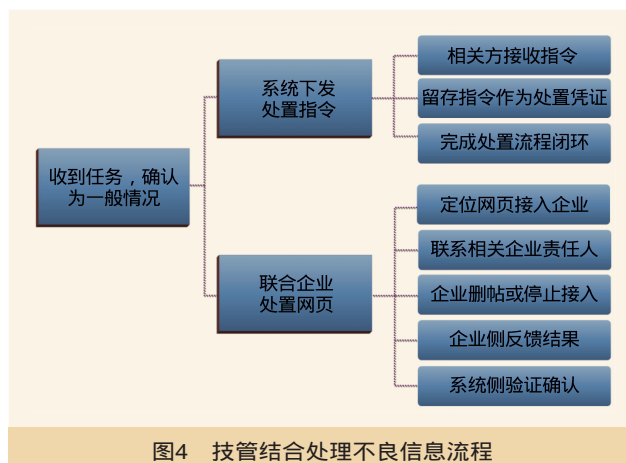 收到任务，确认
为一般情况
系统下发
处置指令
相关方接收指令
留存指令作为处置凭证
完成处置流程闭环
联合企业
处置网页
定位网页接入企业
联系相关企业责任人
企业删帖或停止接入
企业侧反馈结果
系统侧验证确认
图4 技管结合处理不良信息流程